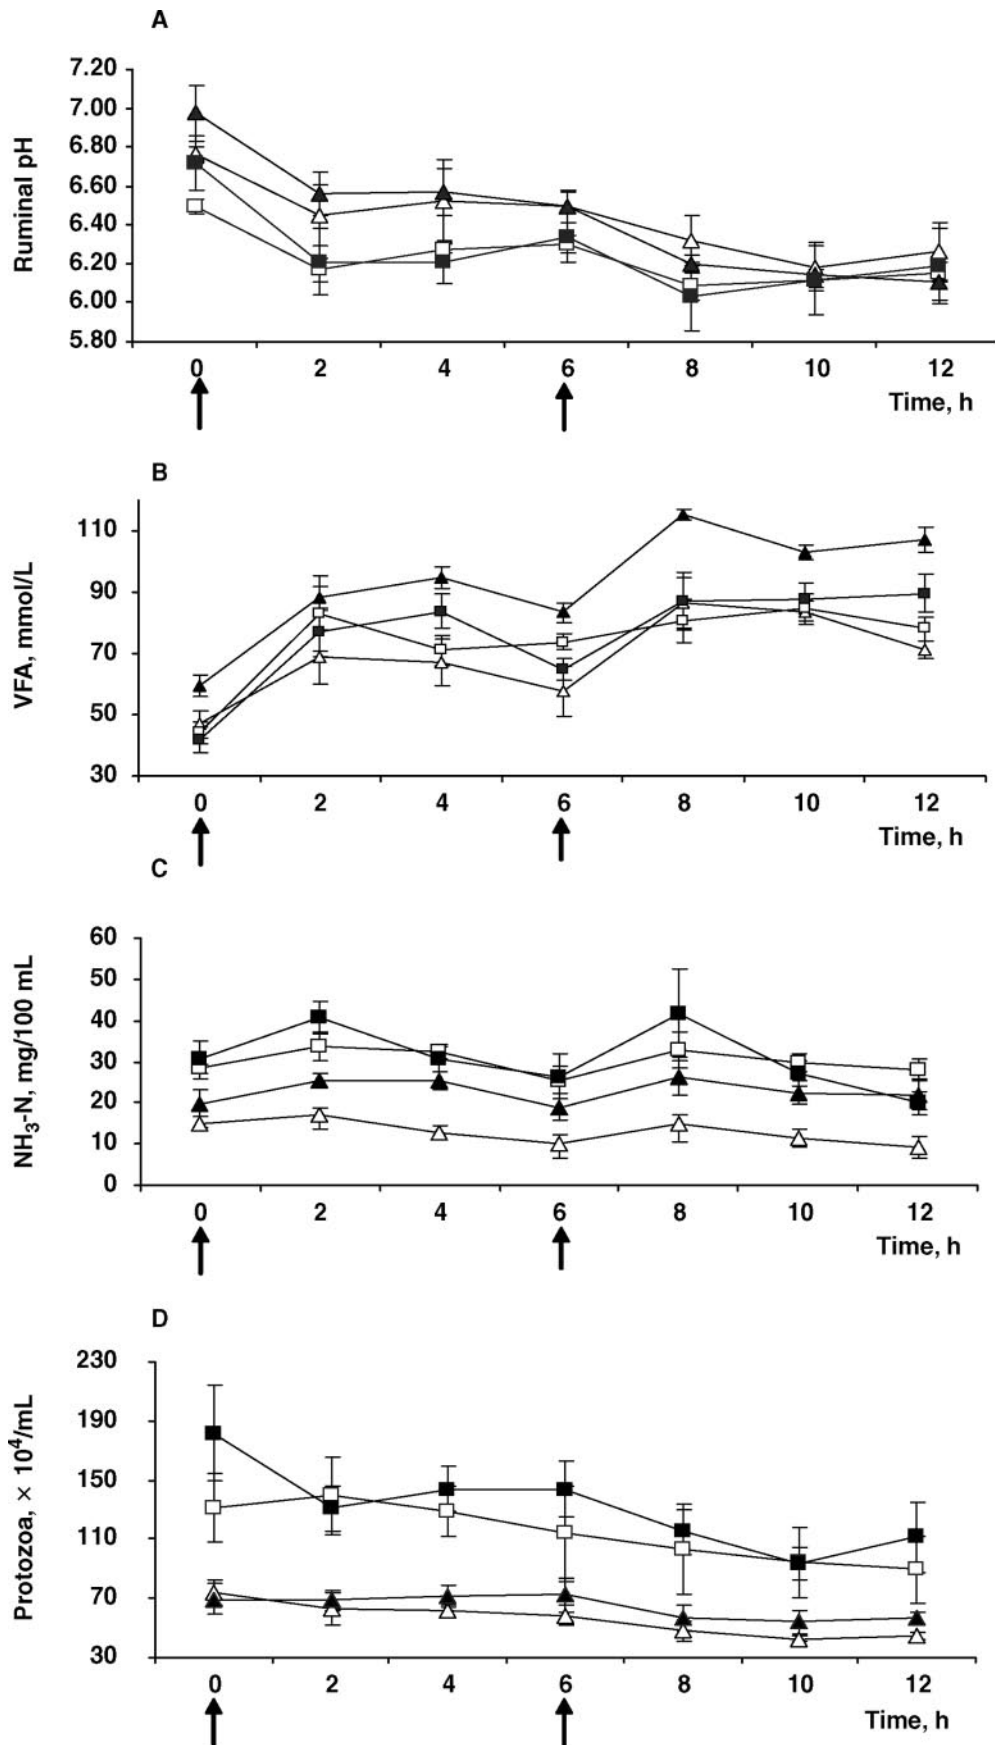 A
Ruminal pH
7.20
7.00
6.80
6.60
6.40
6.20
6.00
5.80
0 2 4 6 8 10 12
Time, h
B
VFA, mmol/L
110
90
70
50
30
0 2 4 6 8 10 12
Time, h
C
NH₃-N, mg/100 mL
60
50
40
30
20
10
0
0 2 4 6 8 10 12
Time, h
D
Protozoa, × 10⁴/mL
230
190
150
110
70
30
0 2 4 6 8 10 12
Time, h